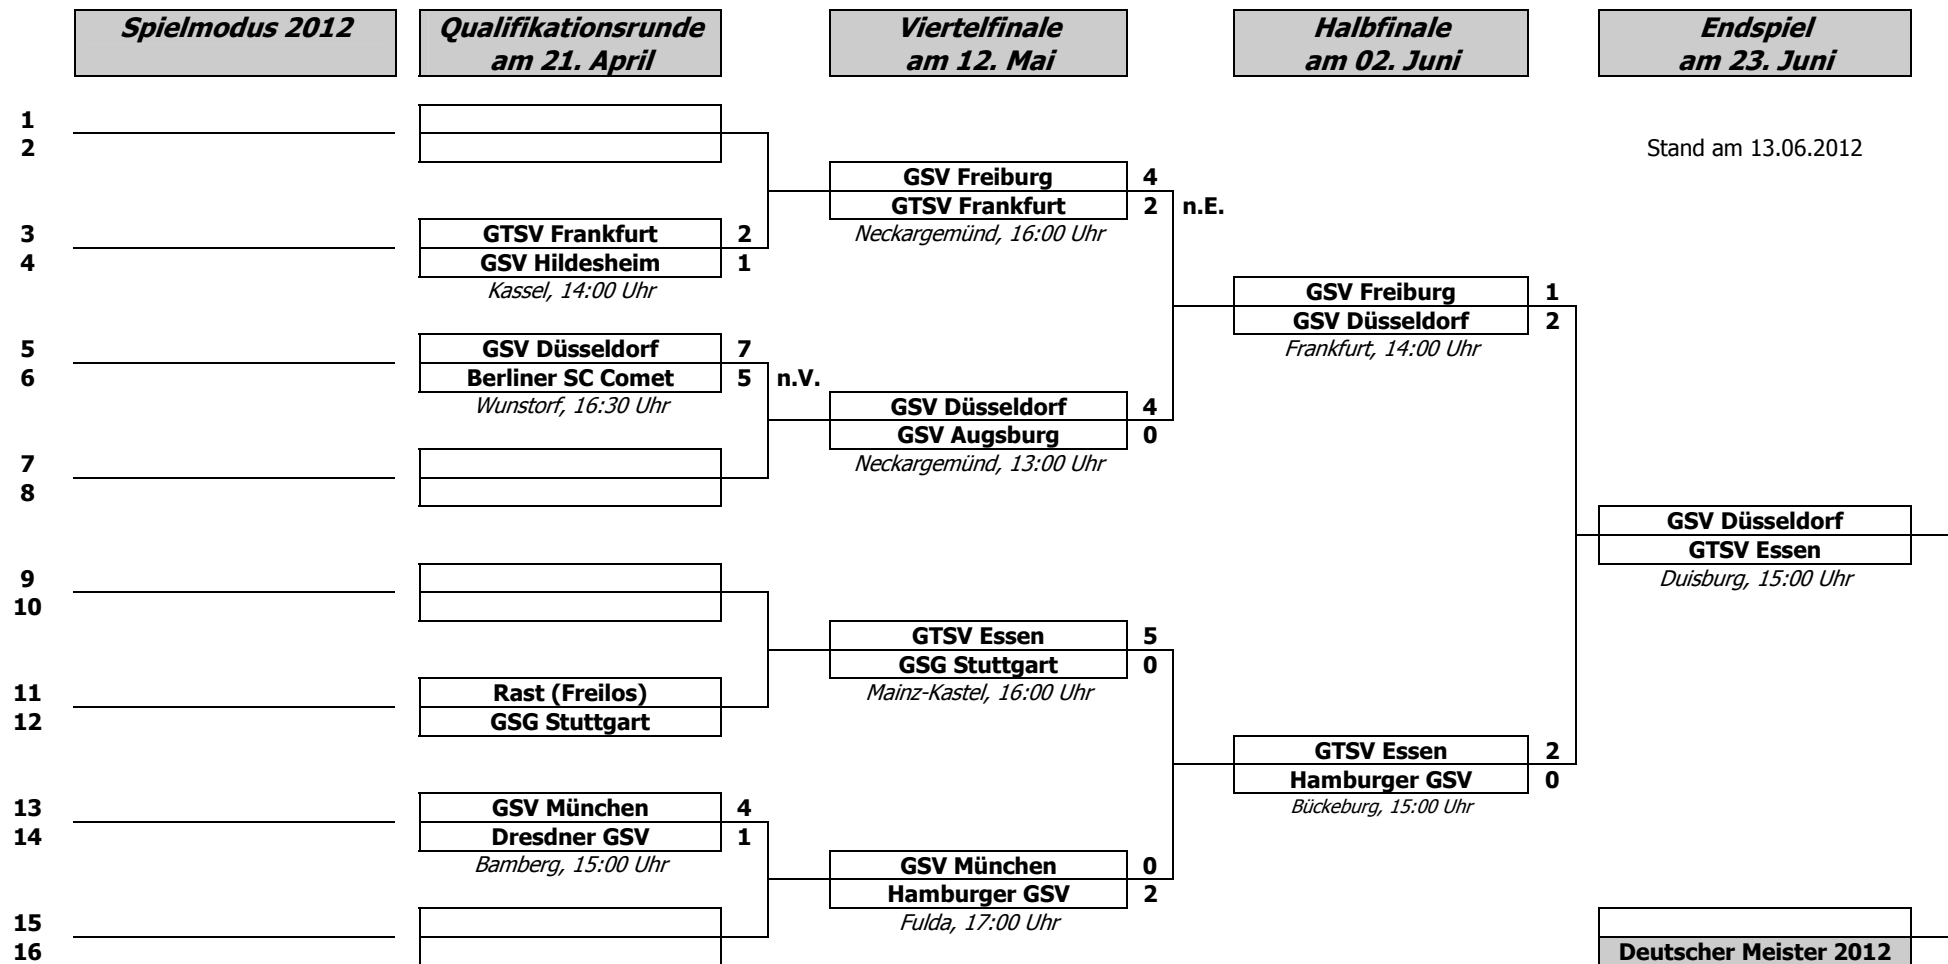 Spielmodus 2012
Qualifikationsrunde
am 21. April
Viertelfinale
am 12. Mai
Halbfinale
am 02. Juni
Endspiel
am 23. Juni
1
2
Stand am 13.06.2012
GSV Freiburg 4
GTSV Frankfurt 2 n.E.
Neckargemünd, 16:00 Uhr
3 GTSV Frankfurt 2
4 GSV Hildesheim 1
Kassel, 14:00 Uhr
GSV Freiburg 1
GSV Düsseldorf 2
Frankfurt, 14:00 Uhr
5 GSV Düsseldorf 7
6 Berliner SC Comet 5 n.V.
Wunstorf, 16:30 Uhr
GSV Düsseldorf 4
GSV Augsburg 0
Neckargemünd, 13:00 Uhr
7
8
GSV Düsseldorf
GTSV Essen
Duisburg, 15:00 Uhr
9
10
GTSV Essen 5
GSG Stuttgart 0
Mainz-Kastel, 16:00 Uhr
11 Rast (Freilos)
12 GSG Stuttgart
GTSV Essen 2
Hamburger GSV 0
Bückeburg, 15:00 Uhr
13 GSV München 4
14 Dresdner GSV 1
Bamberg, 15:00 Uhr
GSV München 0
Hamburger GSV 2
Fulda, 17:00 Uhr
15
16
Deutscher Meister 2012